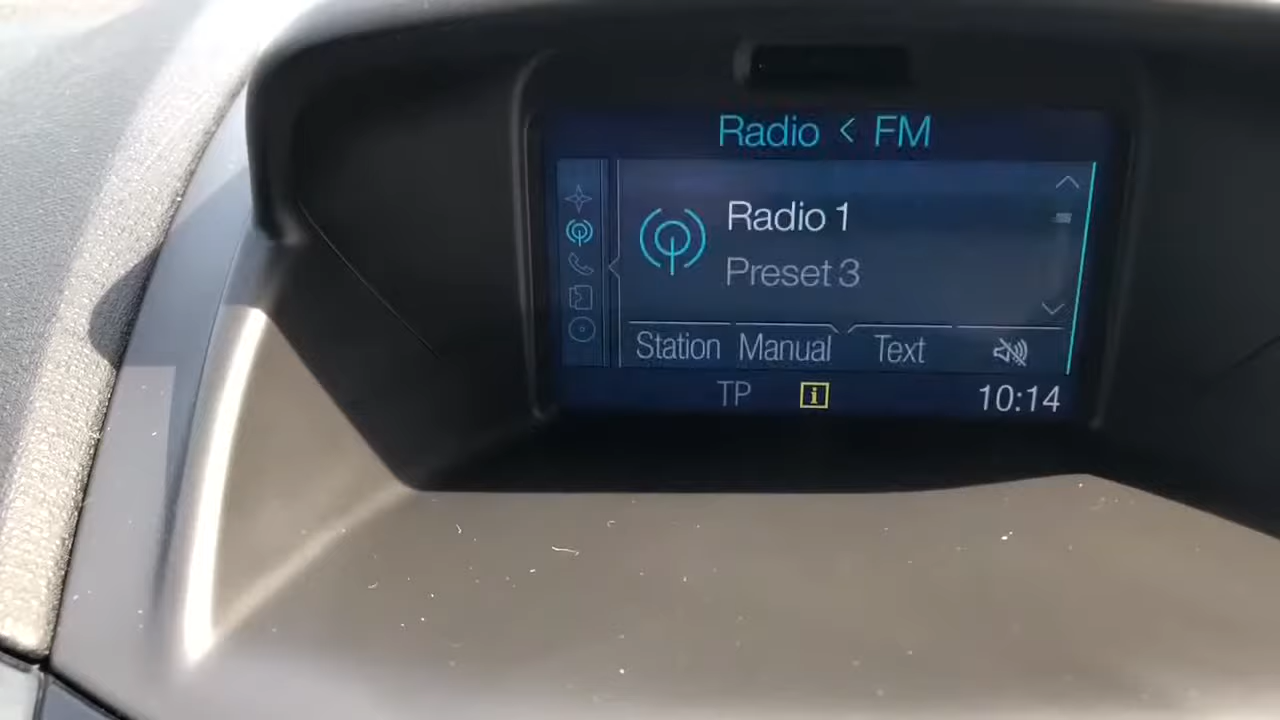 Radio < FM
Radio 1
Preset 3
Station Manual Text
TP i 10:14